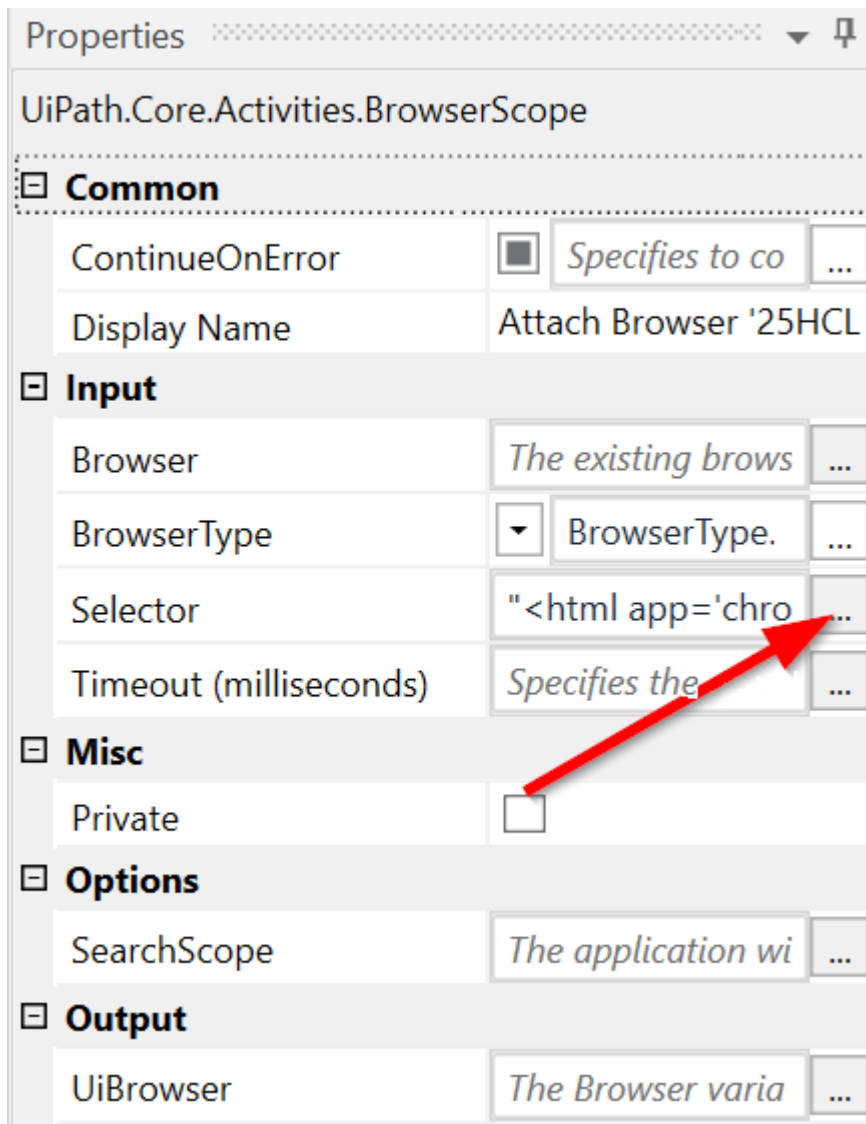 Properties
UiPath.Core.Activities.BrowserScope
Common
ContinueOnError Specifies to co ...
Display Name Attach Browser '25HCL
Input
Browser The existing brows ...
BrowserType BrowserType. ...
Selector "<html app='chro ...
Timeout (milliseconds) Specifies the ...
Misc
Private
Options
SearchScope The application wi ...
Output
UiBrowser The Browser varia ...